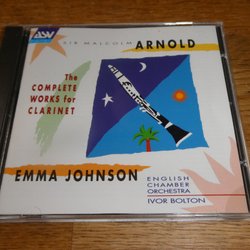 ASV
SIR MALCOLM
ARNOLD
The
COMPLETE
WORKS for
CLARINET
EMMA JOHNSON
ENGLISH
CHAMBER
ORCHESTRA
IVOR BOLTON